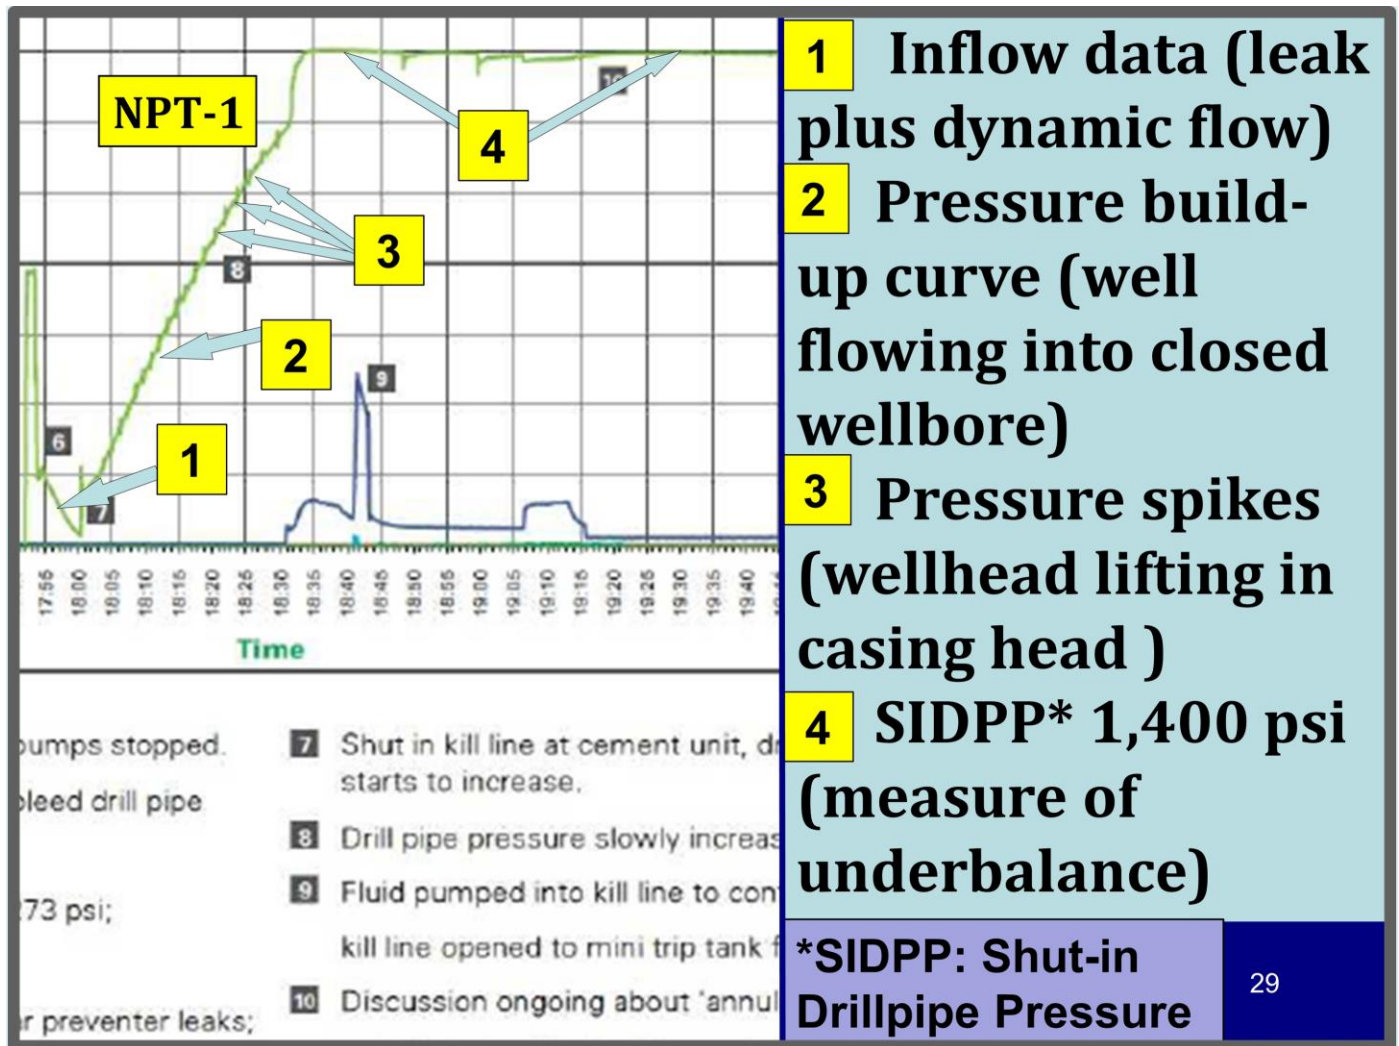 NPT-1
4
10
3
8
2
9
6
1
7
17:55
18:00
18:05
18:10
18:15
18:20
18:25
18:30
18:35
18:40
18:45
18:50
18:55
19:00
19:05
19:10
19:15
19:20
19:25
19:30
19:35
19:40
Time
pumps stopped.
bleed drill pipe
273 psi;
preventer leaks;
7 Shut in kill line at cement unit,
starts to increase.
8 Drill pipe pressure slowly
9 Fluid pumped into kill line to
kill line opened to mini trip tank
10 Discussion ongoing about
1 Inflow data (leak
plus dynamic flow)
2 Pressure build-
up curve (well
flowing into closed
wellbore)
3 Pressure spikes
(wellhead lifting in
casing head )
4 SIDPP* 1,400 psi
(measure of
underbalance)
*SIDPP: Shut-in
Drillpipe Pressure
29